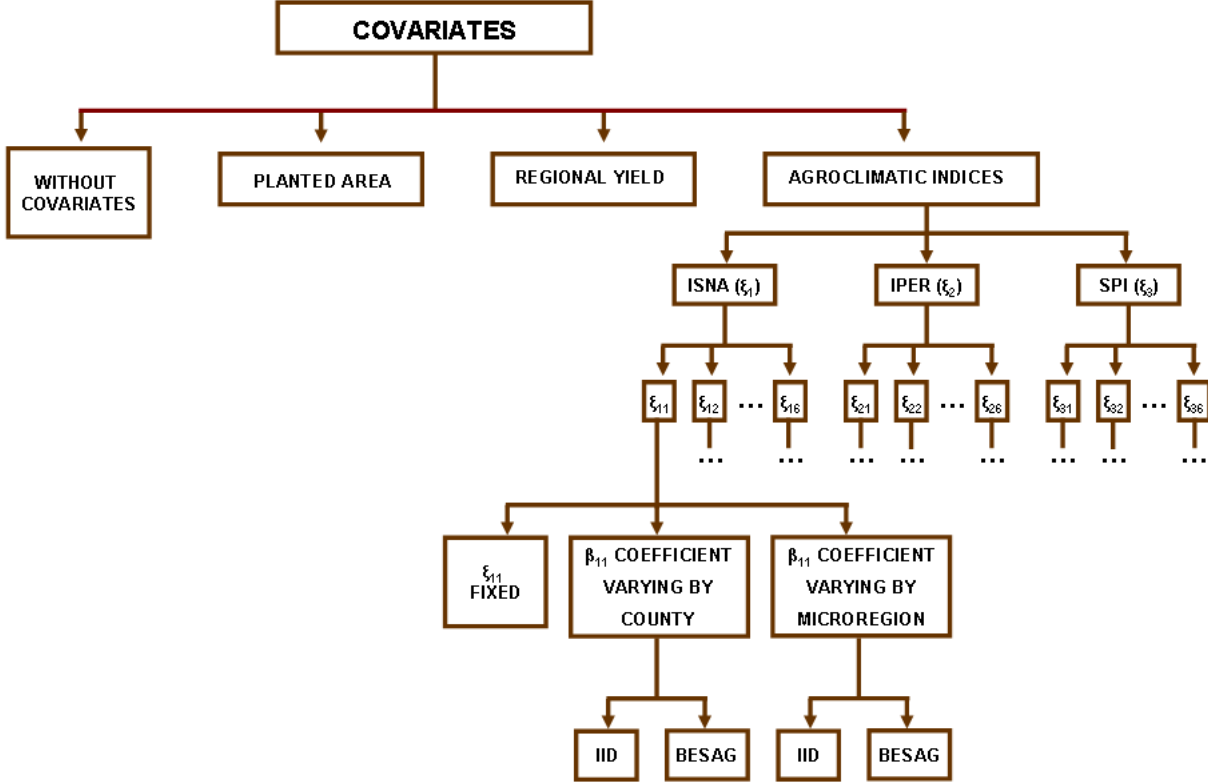 COVARIATES
WITHOUT
COVARIATES
PLANTED AREA
REGIONAL YIELD
AGROCLIMATIC INDICES
ISNA (ξ₁)
IPER (ξ₂)
SPI (ξ₃)
ξ₁₁
ξ₁₂
...
ξ₁₆
ξ₂₁
ξ₂₂
...
ξ₂₆
ξ₃₁
ξ₃₂
...
ξ₃₆
...
...
...
...
...
...
...
...
ξ₁₁
FIXED
β₁₁ COEFFICIENT
VARYING BY
COUNTY
β₁₁ COEFFICIENT
VARYING BY
MICROREGION
IID
BESAG
IID
BESAG